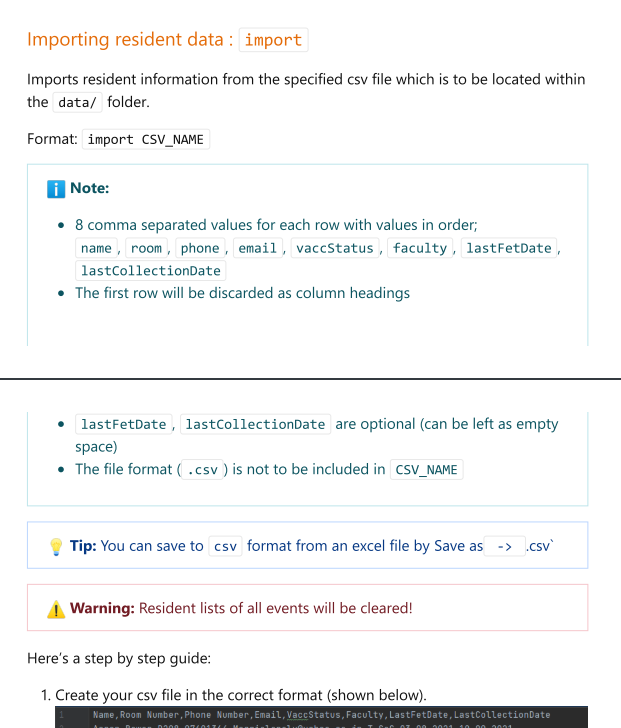 Importing resident data : import
Imports resident information from the specified csv file which is to be located within
the data/ folder.
Format: import CSV_NAME
Note:
• 8 comma separated values for each row with values in order;
name , room , phone , email , vaccStatus , faculty , lastFetDate ,
lastCollectionDate
• The first row will be discarded as column headings
• lastFetDate , lastCollectionDate are optional (can be left as empty
space)
• The file format ( .csv ) is not to be included in CSV_NAME
Tip: You can save to csv format from an excel file by Save as -> .csv`
Warning: Resident lists of all events will be cleared!
Here's a step by step guide:
1. Create your csv file in the correct format (shown below).
1 Name,Room Number,Phone Number,Email,VaccStatus,Faculty,LastFetDate,LastCollectionDate